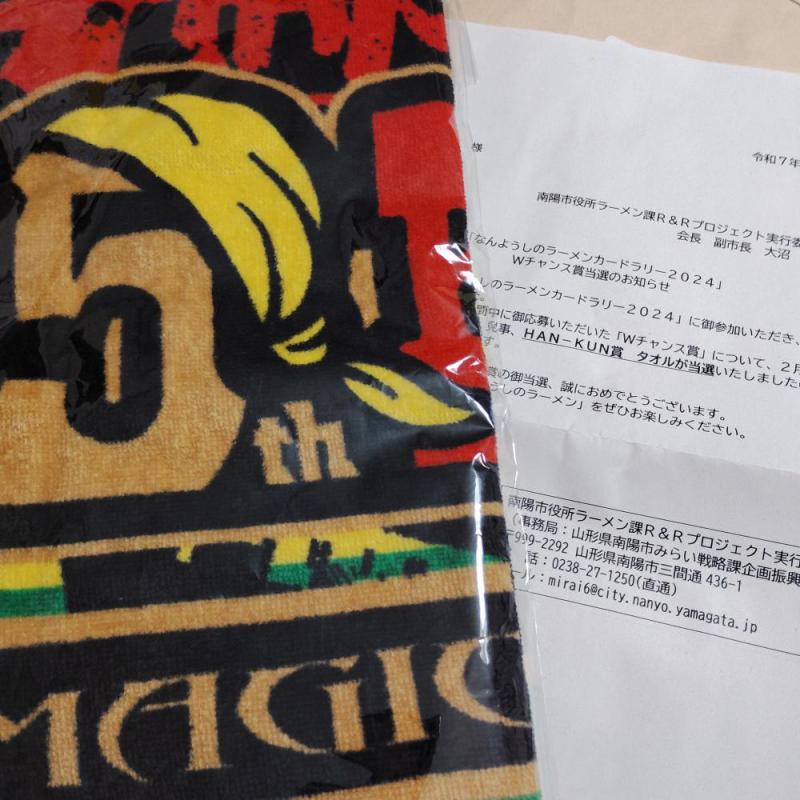 5
th
MAGIC
様
令和７年
南陽市役所ラーメン課Ｒ＆Ｒプロジェクト実行委
会長　副市長　大沼
「なんようしのラーメンカードラリー２０２４」
Ｗチャンス賞当選のお知らせ
しのラーメンカードラリー２０２４」に御参加いただき、
中に御応募いただいた「Ｗチャンス賞」について、２月
見事、ＨＡＮ－ＫＵＮ賞　タオルが当選いたしました
す。
賞の御当選、誠におめでとうございます。
しのラーメン」をぜひお楽しみください。
南陽市役所ラーメン課Ｒ＆Ｒプロジェクト実行
（事務局：山形県南陽市みらい戦略課企画振興
〒999-2292 山形県南陽市三間通 436-1
話：0238-27-1250(直通)
ール：mirai6@city.nanyo.yamagata.jp